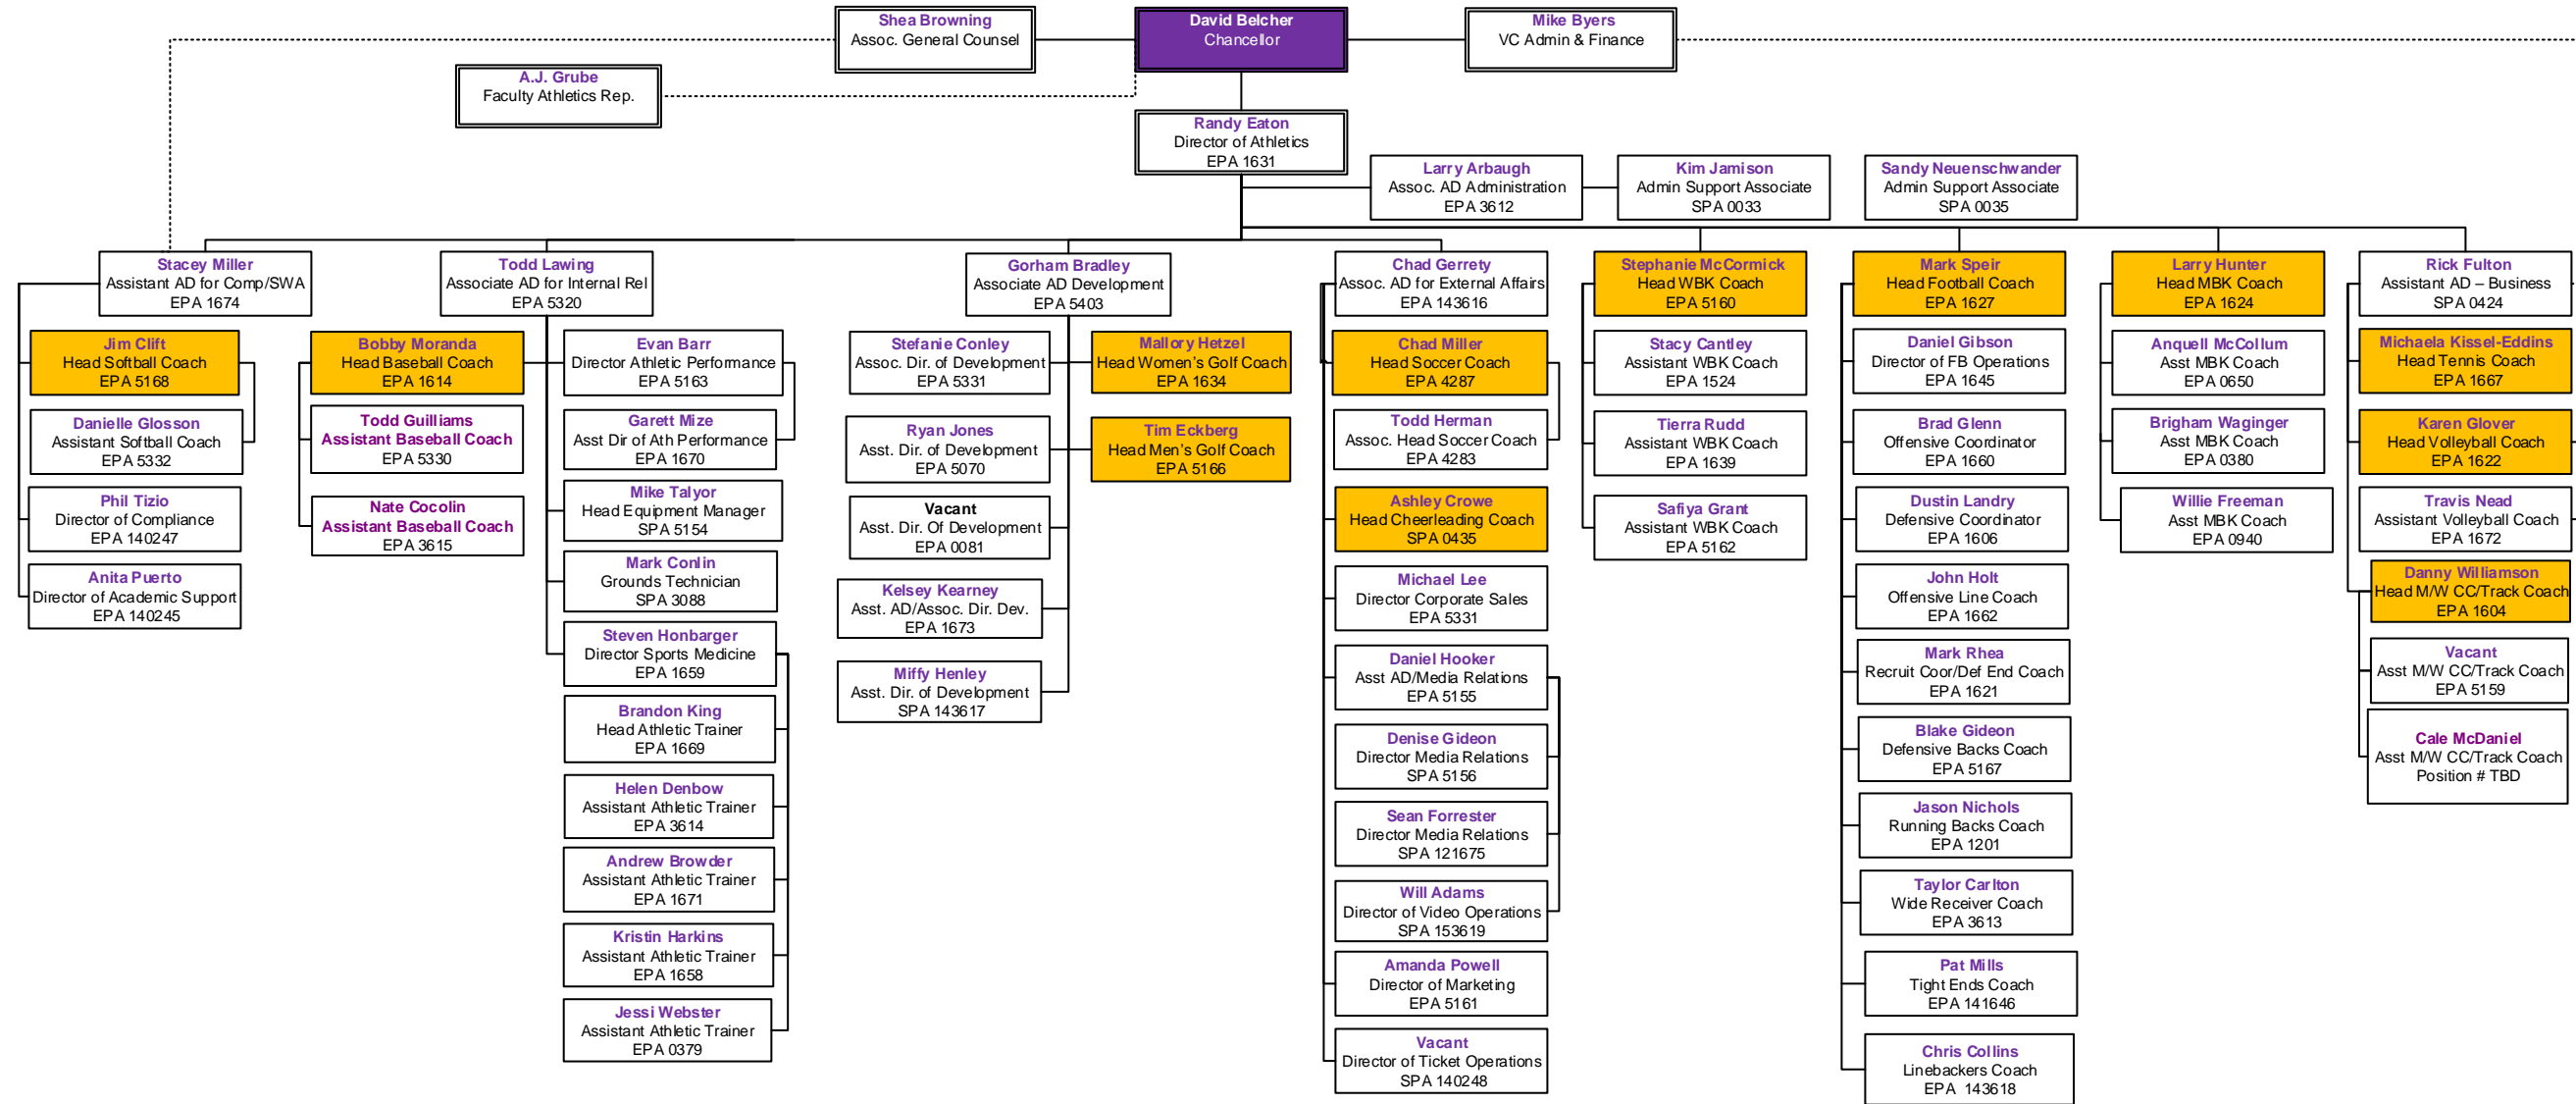 Shea Browning
Assoc. General Counsel
David Belcher
Chancellor
Mike Byers
VC Admin & Finance
A.J. Grube
Faculty Athletics Rep.
Randy Eaton
Director of Athletics
EPA 1631
Larry Arbaugh
Assoc. AD Administration
EPA 3612
Kim Jamison
Admin Support Associate
SPA 0033
Sandy Neuenschwander
Admin Support Associate
SPA 0035
Stacey Miller
Assistant AD for Comp/SWA
EPA 1674
Jim Clift
Head Softball Coach
EPA 5168
Danielle Glosson
Assistant Softball Coach
EPA 5332
Phil Tizio
Director of Compliance
EPA 140247
Anita Puerto
Director of Academic Support
EPA 140245
Todd Lawing
Associate AD for Internal Rel
EPA 5320
Bobby Moranda
Head Baseball Coach
EPA 1614
Todd Guilliams
Assistant Baseball Coach
EPA 5330
Nate Cocolin
Assistant Baseball Coach
EPA 3615
Evan Barr
Director Athletic Performance
EPA 5163
Garett Mize
Asst Dir of Ath Performance
EPA 1670
Mike Talyor
Head Equipment Manager
SPA 5154
Mark Conlin
Grounds Technician
SPA 3088
Steven Honbarger
Director Sports Medicine
EPA 1659
Brandon King
Head Athletic Trainer
EPA 1669
Helen Denbow
Assistant Athletic Trainer
EPA 3614
Andrew Browder
Assistant Athletic Trainer
EPA 1671
Kristin Harkins
Assistant Athletic Trainer
EPA 1658
Jessi Webster
Assistant Athletic Trainer
EPA 0379
Gorham Bradley
Associate AD Development
EPA 5403
Stefanie Conley
Assoc. Dir. of Development
EPA 5331
Ryan Jones
Asst. Dir. of Development
EPA 5070
Vacant
Asst. Dir. Of Development
EPA 0081
Kelsey Kearney
Asst. AD/Assoc. Dir. Dev.
EPA 1673
Miffy Henley
Asst. Dir. of Development
SPA 143617
Mallory Hetzel
Head Women's Golf Coach
EPA 1634
Tim Eckberg
Head Men's Golf Coach
EPA 5166
Chad Gerrety
Assoc. AD for External Affairs
EPA 143616
Chad Miller
Head Soccer Coach
EPA 4287
Todd Herman
Assoc. Head Soccer Coach
EPA 4283
Ashley Crowe
Head Cheerleading Coach
SPA 0435
Michael Lee
Director Corporate Sales
EPA 5331
Daniel Hooker
Asst AD/Media Relations
EPA 5155
Denise Gideon
Director Media Relations
SPA 5156
Sean Forrester
Director Media Relations
SPA 121675
Will Adams
Director of Video Operations
SPA 153619
Amanda Powell
Director of Marketing
EPA 5161
Vacant
Director of Ticket Operations
SPA 140248
Stephanie McCormick
Head WBK Coach
EPA 5160
Stacy Cantley
Assistant WBK Coach
EPA 1524
Tierra Rudd
Assistant WBK Coach
EPA 1639
Safiya Grant
Assistant WBK Coach
EPA 5162
Mark Speir
Head Football Coach
EPA 1627
Daniel Gibson
Director of FB Operations
EPA 1645
Brad Glenn
Offensive Coordinator
EPA 1660
Dustin Landry
Defensive Coordinator
EPA 1606
John Holt
Offensive Line Coach
EPA 1662
Mark Rhea
Recruit Coor/Def End Coach
EPA 1621
Blake Gideon
Defensive Backs Coach
EPA 5167
Jason Nichols
Running Backs Coach
EPA 1201
Taylor Carlton
Wide Receiver Coach
EPA 3613
Pat Mills
Tight Ends Coach
EPA 141646
Chris Collins
Linebackers Coach
EPA 143618
Larry Hunter
Head MBK Coach
EPA 1624
Anquell McCollum
Asst MBK Coach
EPA 0650
Brigham Waginger
Asst MBK Coach
EPA 0380
Willie Freeman
Asst MBK Coach
EPA 0940
Rick Fulton
Assistant AD – Business
SPA 0424
Michaela Kissel-Eddins
Head Tennis Coach
EPA 1667
Karen Glover
Head Volleyball Coach
EPA 1622
Travis Nead
Assistant Volleyball Coach
EPA 1672
Danny Williamson
Head M/W CC/Track Coach
EPA 1604
Vacant
Asst M/W CC/Track Coach
EPA 5159
Cale McDaniel
Asst M/W CC/Track Coach
Position # TBD